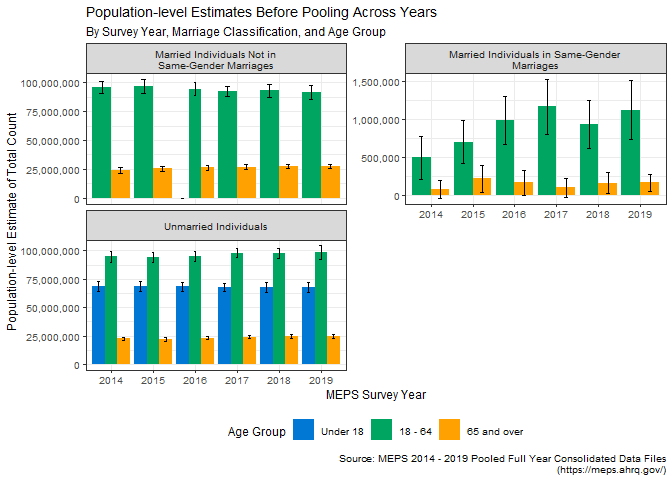 Population-level Estimates Before Pooling Across Years
By Survey Year, Marriage Classification, and Age Group
Population-level Estimate of Total Count
Married Individuals Not in
Same-Gender Marriages
100,000,000
75,000,000
50,000,000
25,000,000
0
Married Individuals in Same-Gender
Marriages
1,500,000
1,000,000
500,000
0
2014 2015 2016 2017 2018 2019
Unmarried Individuals
100,000,000
75,000,000
50,000,000
25,000,000
0
2014 2015 2016 2017 2018 2019
MEPS Survey Year
Age Group Under 18 18 - 64 65 and over
Source: MEPS 2014 - 2019 Pooled Full Year Consolidated Data Files
(https://meps.ahrq.gov/)